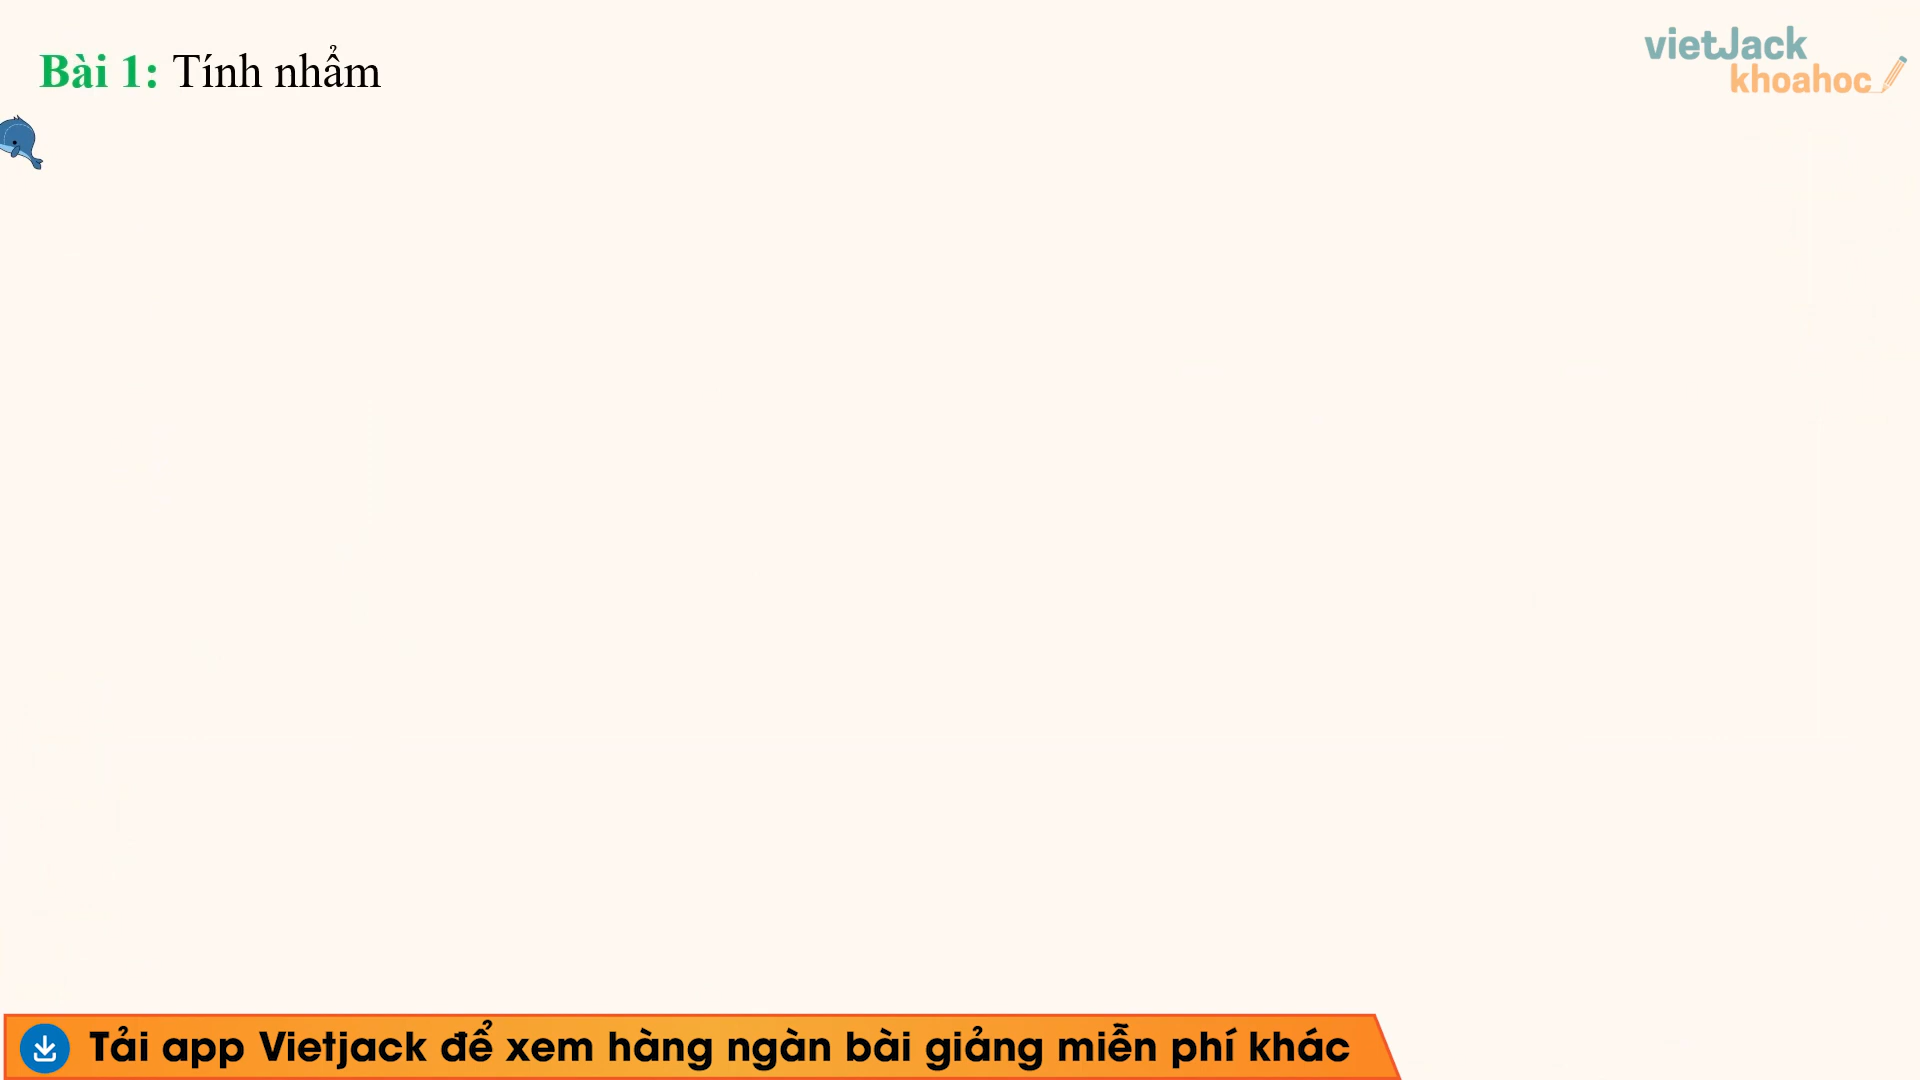 Bài 1: Tính nhẩm
vietJack
khoahoc
Tải app Vietjack để xem hàng ngàn bài giảng miễn phí khác